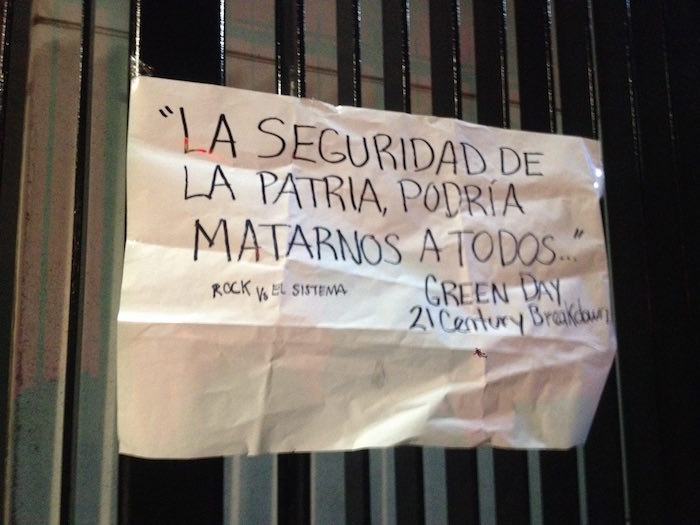 "LA SEGURIDAD DE
LA PATRIA, PODRÍA
MATARNOS A TODOS..."
ROCK Vs EL SISTEMA
GREEN DAY
21 Century Breakdown